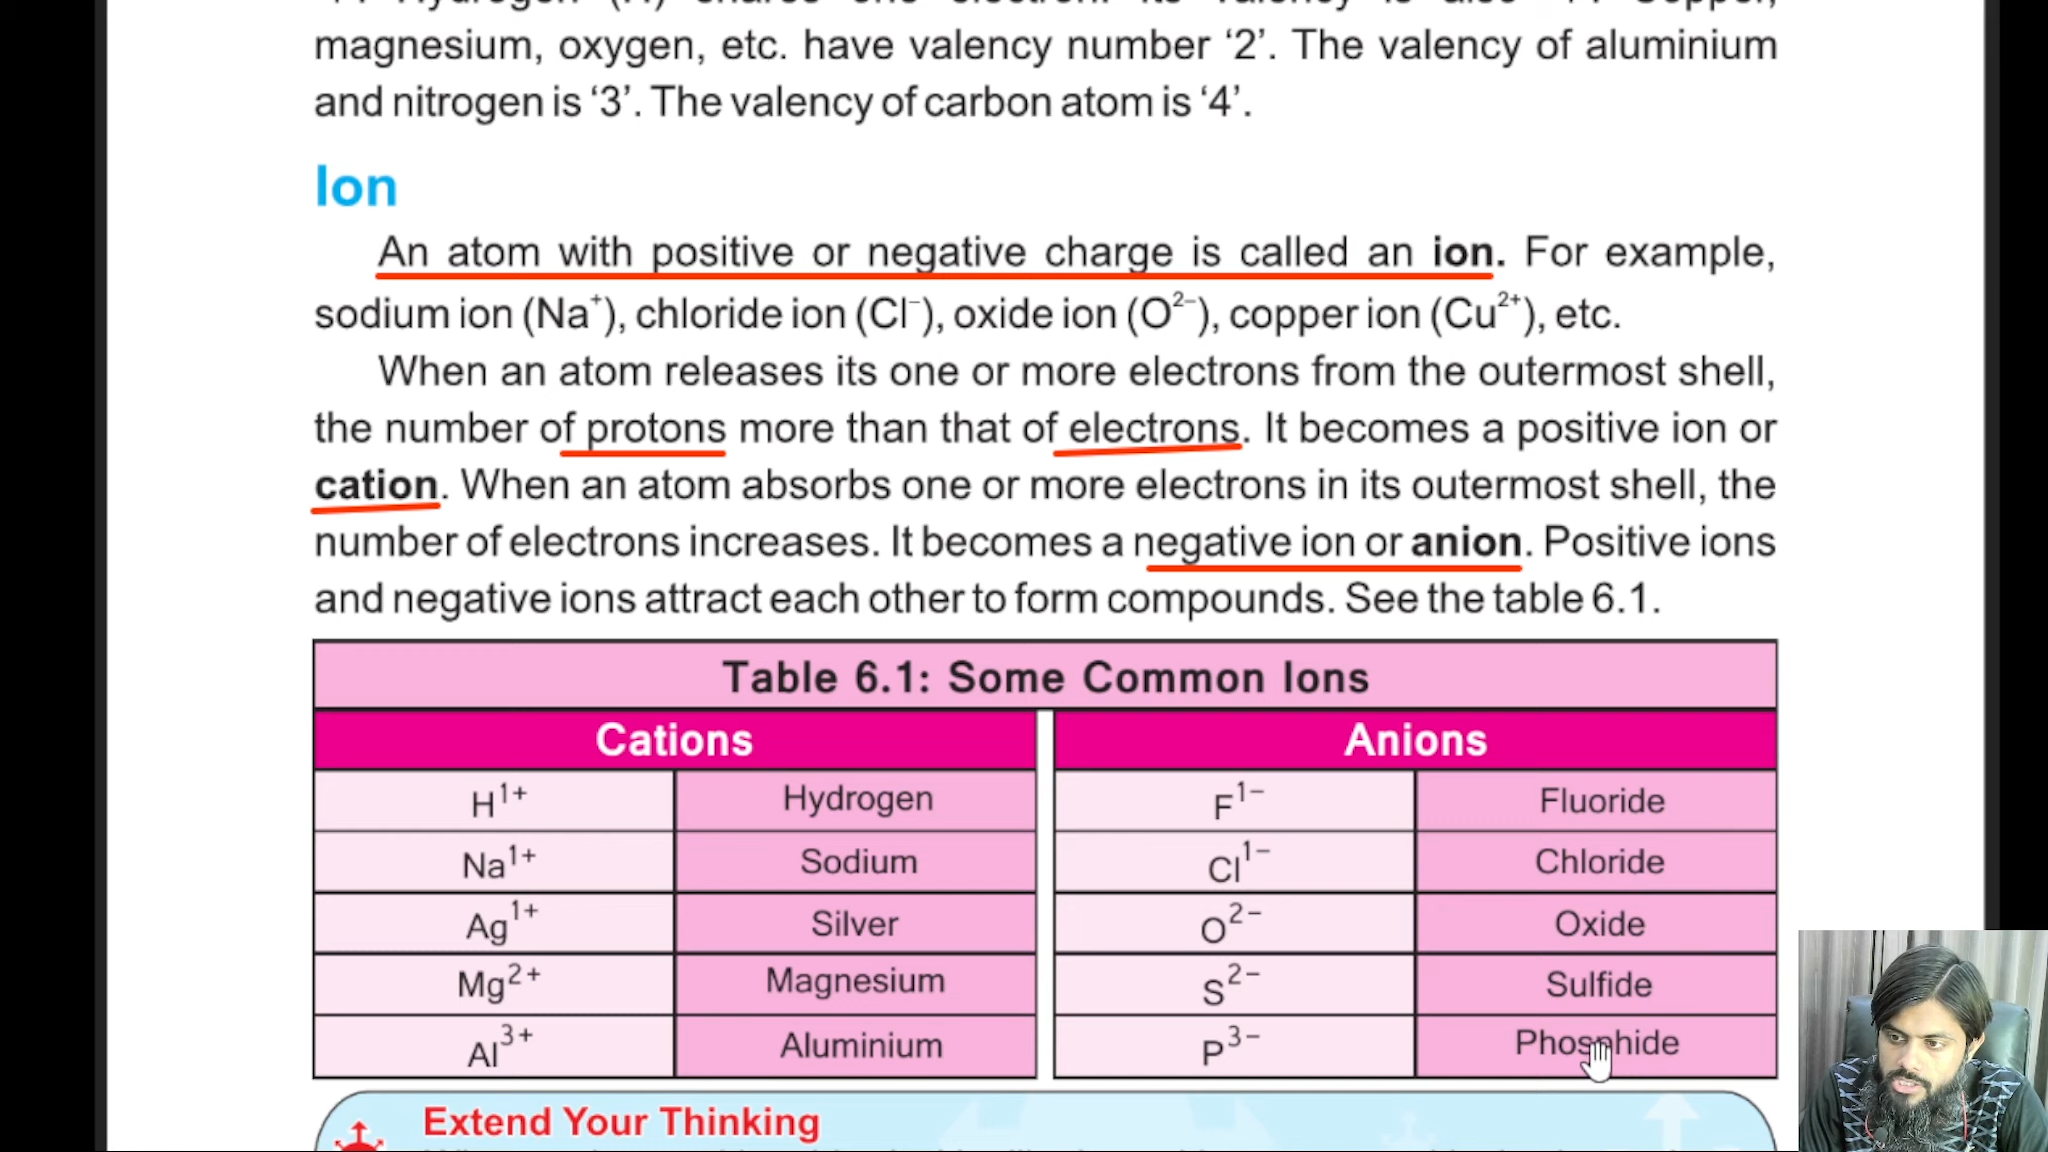 magnesium, oxygen, etc. have valency number ‘2’. The valency of aluminium
and nitrogen is ‘3’. The valency of carbon atom is ‘4’.
Ion
An atom with positive or negative charge is called an ion. For example,
sodium ion (Na⁺), chloride ion (Cl⁻), oxide ion (O²⁻), copper ion (Cu²⁺), etc.
When an atom releases its one or more electrons from the outermost shell,
the number of protons more than that of electrons. It becomes a positive ion or
cation. When an atom absorbs one or more electrons in its outermost shell, the
number of electrons increases. It becomes a negative ion or anion. Positive ions
and negative ions attract each other to form compounds. See the table 6.1.
Table 6.1: Some Common Ions
Cations Anions
H¹⁺ Hydrogen F¹⁻ Fluoride
Na¹⁺ Sodium Cl¹⁻ Chloride
Ag¹⁺ Silver O²⁻ Oxide
Mg²⁺ Magnesium S²⁻ Sulfide
Al³⁺ Aluminium P³⁻ Phosphide
Extend Your Thinking